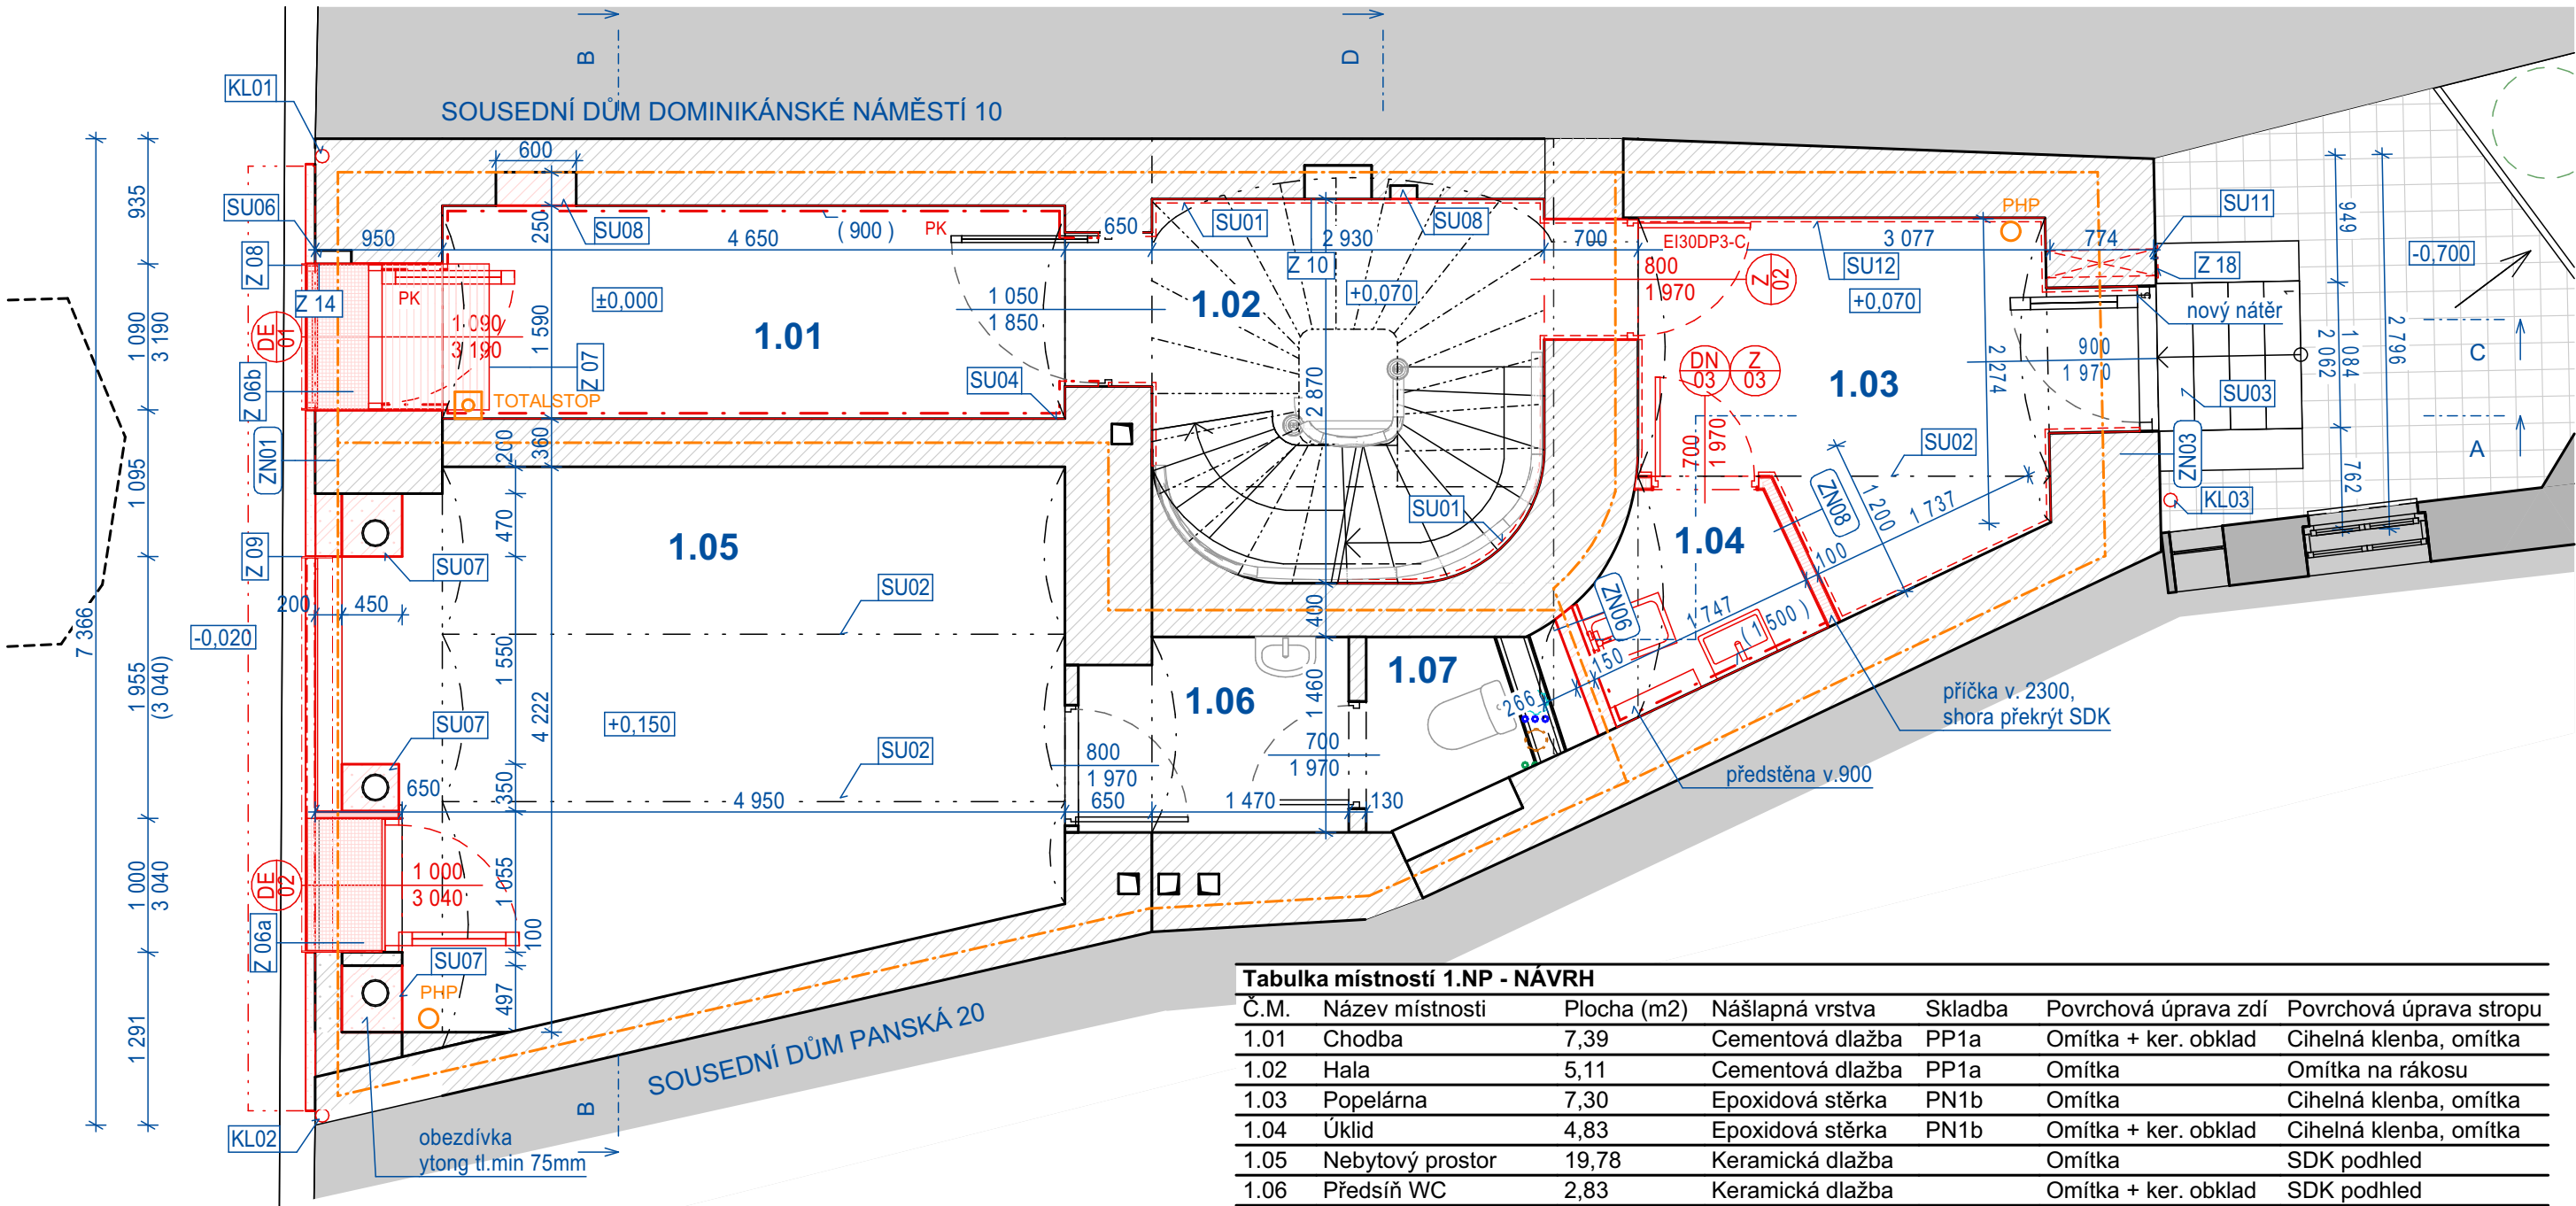 B
D
KL01
SOUSEDNÍ DŮM DOMINIKÁNSKÉ NÁMĚSTÍ 10
600
935
SU06
250
SU08
( 900 )
PK
650
SU01
SU08
PHP
SU11
949
950
4 650
2 930
700
EI30DP3-C
3 077
774
Z 08
Z 14
PK
±0,000
Z 10
+0,070
800
1 970
Z
02
SU12
+0,070
Z 18
-0,700
1.02
1 050
1 850
1
nový nátěr
1 090
3 190
DE
01
1 090
3 190
1 590
1.01
2 796
1 084
2 062
C
Z 07
Z 06b
SU04
2 870
DN
03
Z
03
1.03
2 274
900
1 970
SU03
TOTALSTOP
ZN01
200
360
700
1 970
SU02
ZN03
A
1 095
470
SU01
ZN08
1 200
1 737
762
KL03
1.05
1.04
Z 09
SU07
SU02
100
200
450
400
ZN06
1 747
( 1 500 )
-0,020
7 366
1 955
(3 040)
1 550
4 222
+0,150
1.06
1 460
1.07
150
266
příčka v. 2300,
shora překrýt SDK
SU07
SU02
800
1 970
700
1 970
předstěna v.900
650
350
4 950
650
1 470
130
1 000
3 040
DE
02
1 000
3 040
1 055
Z 06a
100
SU07
PHP
497
1 291
SOUSEDNÍ DŮM PANSKÁ 20
B
KL02
obezdívka
ytong tl.min 75mm
Tabulka místností 1.NP - NÁVRH
Č.M. Název místnosti Plocha (m2) Nášlapná vrstva Skladba Povrchová úprava zdí Povrchová úprava stropu
1.01 Chodba 7,39 Cementová dlažba PP1a Omítka + ker. obklad Cihelná klenba, omítka
1.02 Hala 5,11 Cementová dlažba PP1a Omítka Omítka na rákosu
1.03 Popelárna 7,30 Epoxidová stěrka PN1b Omítka Cihelná klenba, omítka
1.04 Úklid 4,83 Epoxidová stěrka PN1b Omítka + ker. obklad Cihelná klenba, omítka
1.05 Nebytový prostor 19,78 Keramická dlažba Omítka SDK podhled
1.06 Předsíň WC 2,83 Keramická dlažba Omítka + ker. obklad SDK podhled